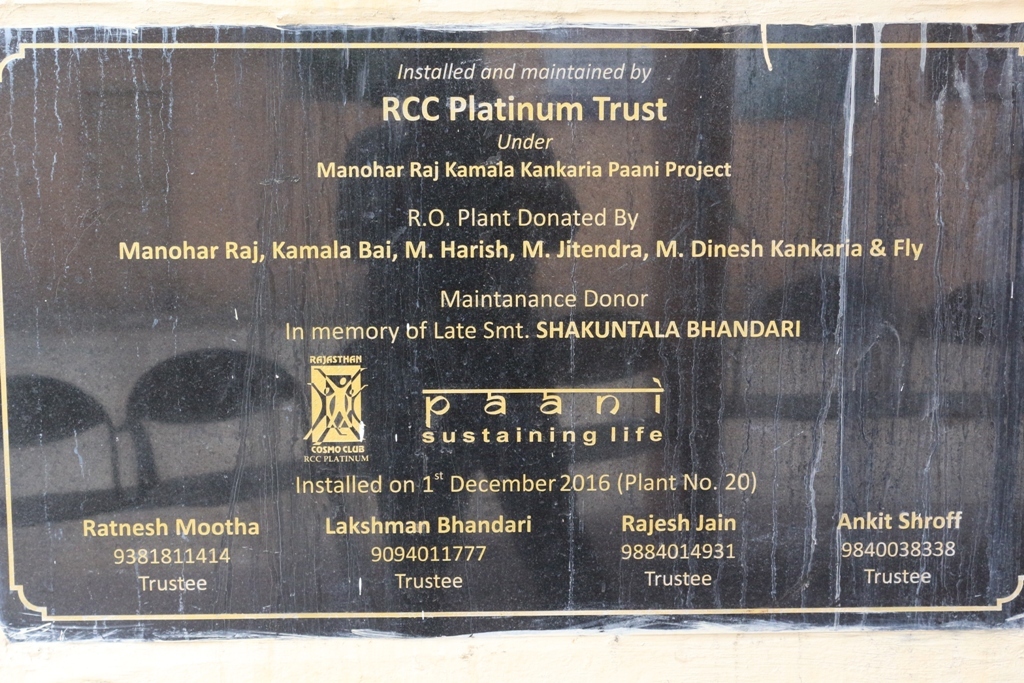 Installed and maintained by
RCC Platinum Trust
Under
Manohar Raj Kamala Kankaria Paani Project
R.O. Plant Donated By
Manohar Raj, Kamala Bai, M. Harish, M. Jitendra, M. Dinesh Kankaria & Fly
Maintanance Donor
In memory of Late Smt. SHAKUNTALA BHANDARI
RAJASTHAN
COSMO CLUB
RCC PLATINUM
paani
sustaining life
Installed on 1st December 2016 (Plant No. 20)
Ratnesh Mootha Lakshman Bhandari Rajesh Jain Ankit Shroff
9381811414 9094011777 9884014931 9840038338
Trustee Trustee Trustee Trustee